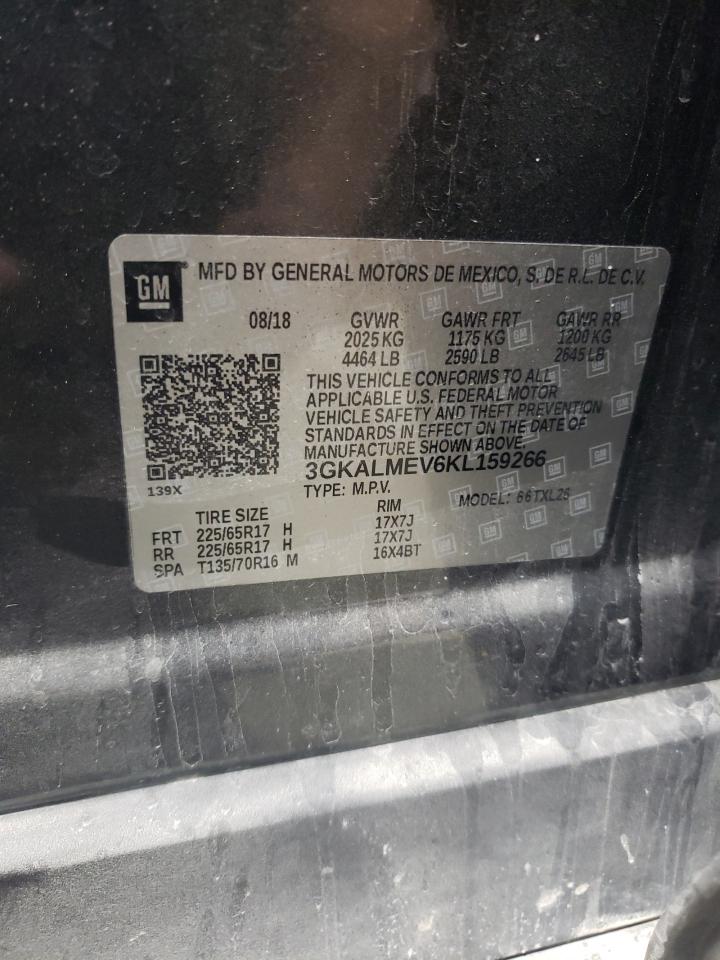 GM MFD BY GENERAL MOTORS DE MEXICO, S. DE R.L. DE C.V.
08/18 GVWR GAWR FRT GAWR RR
2025 KG 1175 KG 1200 KG
4464 LB 2590 LB 2645 LB
THIS VEHICLE CONFORMS TO ALL
APPLICABLE U.S. FEDERAL MOTOR
VEHICLE SAFETY AND THEFT PREVENTION
STANDARDS IN EFFECT ON THE DATE OF
MANUFACTURE SHOWN ABOVE.
3GKALMEV6KL159266
139X TYPE: M.P.V. MODEL: 66TXL26
TIRE SIZE RIM
FRT 225/65R17 H 17X7J
RR 225/65R17 H 17X7J
SPA T135/70R16 M 16X4BT